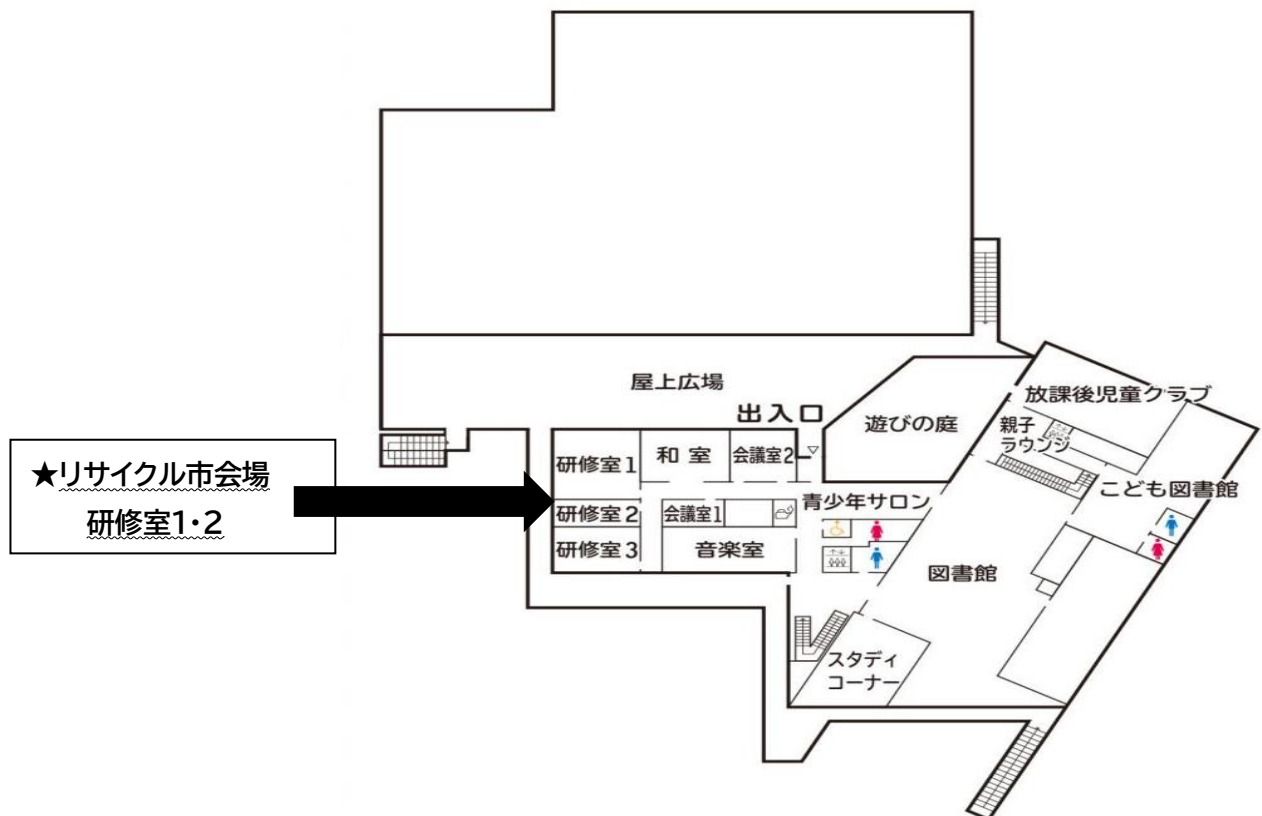 屋上広場
出入口
遊びの庭
放課後児童クラブ
親子
ラウンジ
★リサイクル市会場
研修室1・2
研修室1
和室
会議室2
こども図書館
研修室2
会議室1
青少年サロン
研修室3
音楽室
図書館
スタディ
コーナー